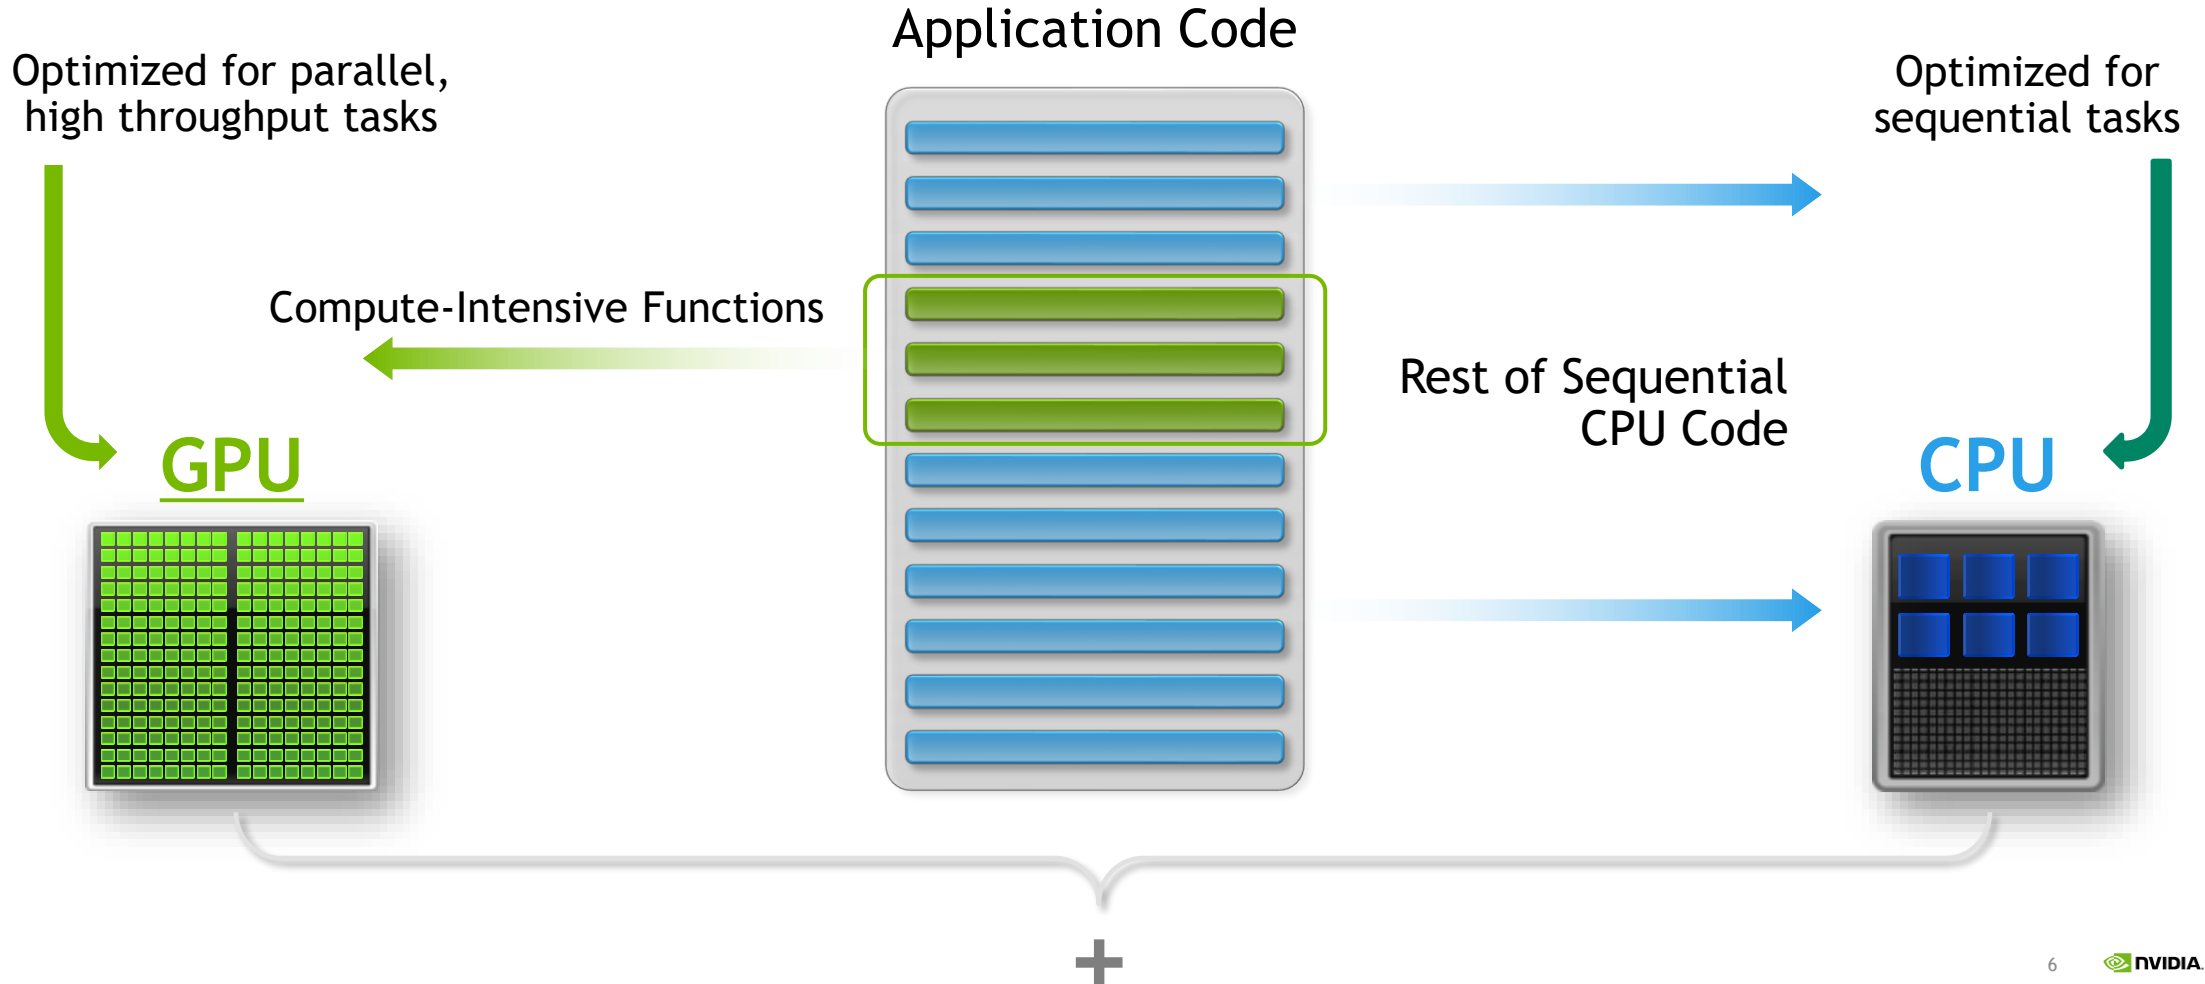 Application Code
Optimized for parallel,
high throughput tasks
Optimized for
sequential tasks
Compute-Intensive Functions
Rest of Sequential
CPU Code
GPU
CPU
+
6
NVIDIA.